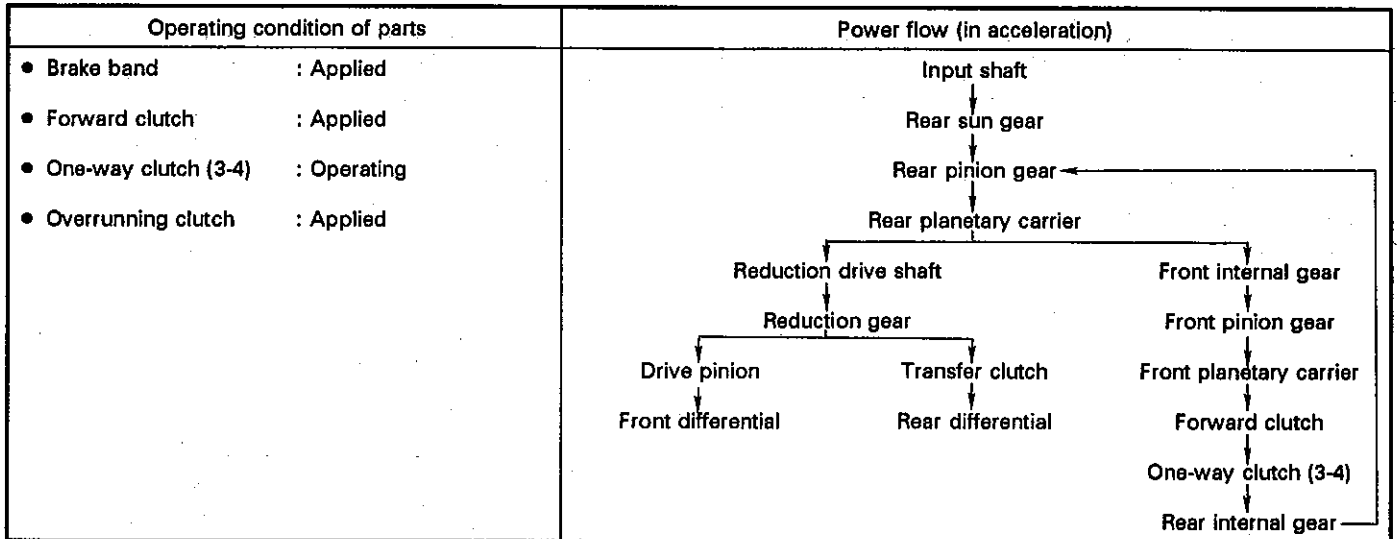 Operating condition of parts
Power flow (in acceleration)
• Brake band : Applied
• Forward clutch : Applied
• One-way clutch (3-4) : Operating
• Overrunning clutch : Applied
Input shaft
Rear sun gear
Rear pinion gear
Rear planetary carrier
Reduction drive shaft
Front internal gear
Reduction gear
Front pinion gear
Drive pinion
Transfer clutch
Front planetary carrier
Front differential
Rear differential
Forward clutch
One-way clutch (3-4)
Rear internal gear